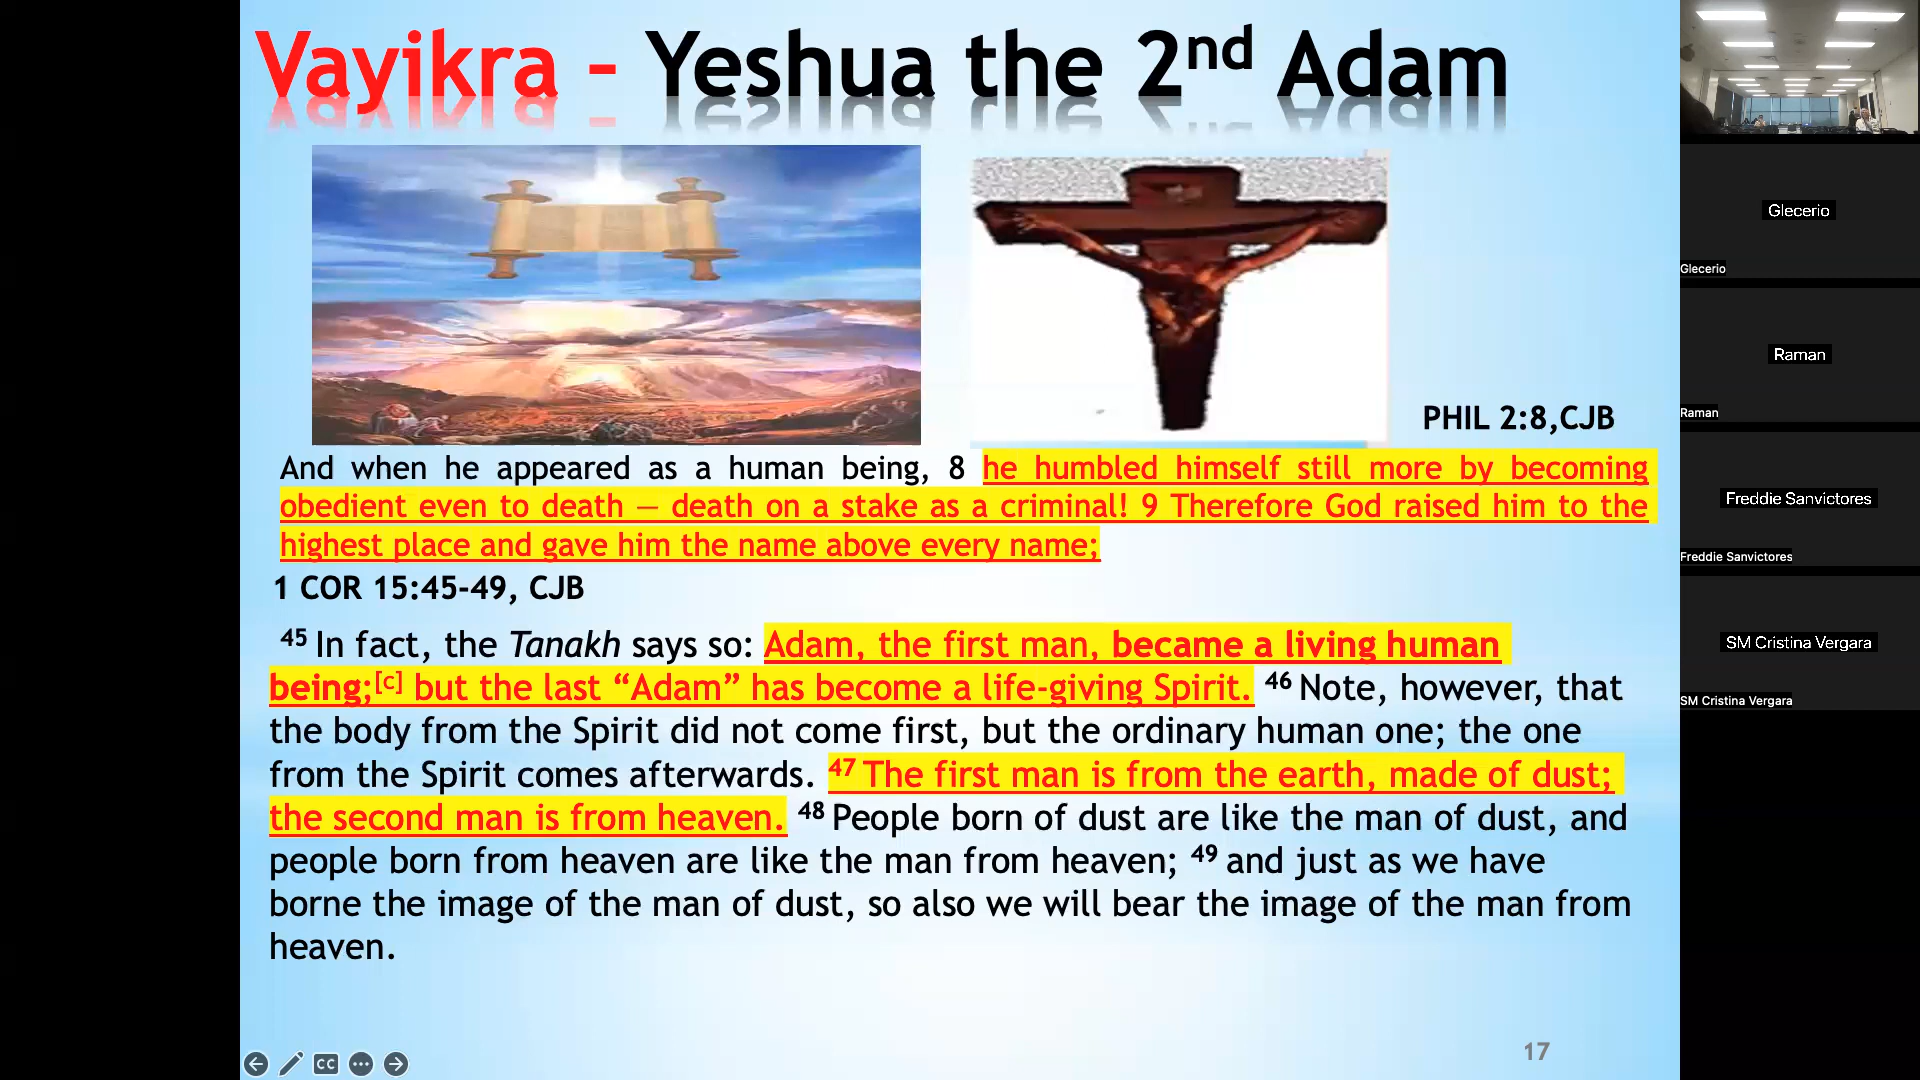 Vayikra – Yeshua the 2nd Adam
PHIL 2:8,CJB
And when he appeared as a human being, 8 he humbled himself still more by becoming
obedient even to death — death on a stake as a criminal! 9 Therefore God raised him to the
highest place and gave him the name above every name;
1 COR 15:45-49, CJB
45 In fact, the Tanakh says so: Adam, the first man, became a living human
being;[c] but the last “Adam” has become a life-giving Spirit. 46 Note, however, that
the body from the Spirit did not come first, but the ordinary human one; the one
from the Spirit comes afterwards. 47 The first man is from the earth, made of dust;
the second man is from heaven. 48 People born of dust are like the man of dust, and
people born from heaven are like the man from heaven; 49 and just as we have
borne the image of the man of dust, so also we will bear the image of the man from
heaven.
17
CC
Glecerio
Glecerio
Raman
Raman
Freddie Sanvictores
Freddie Sanvictores
SM Cristina Vergara
SM Cristina Vergara